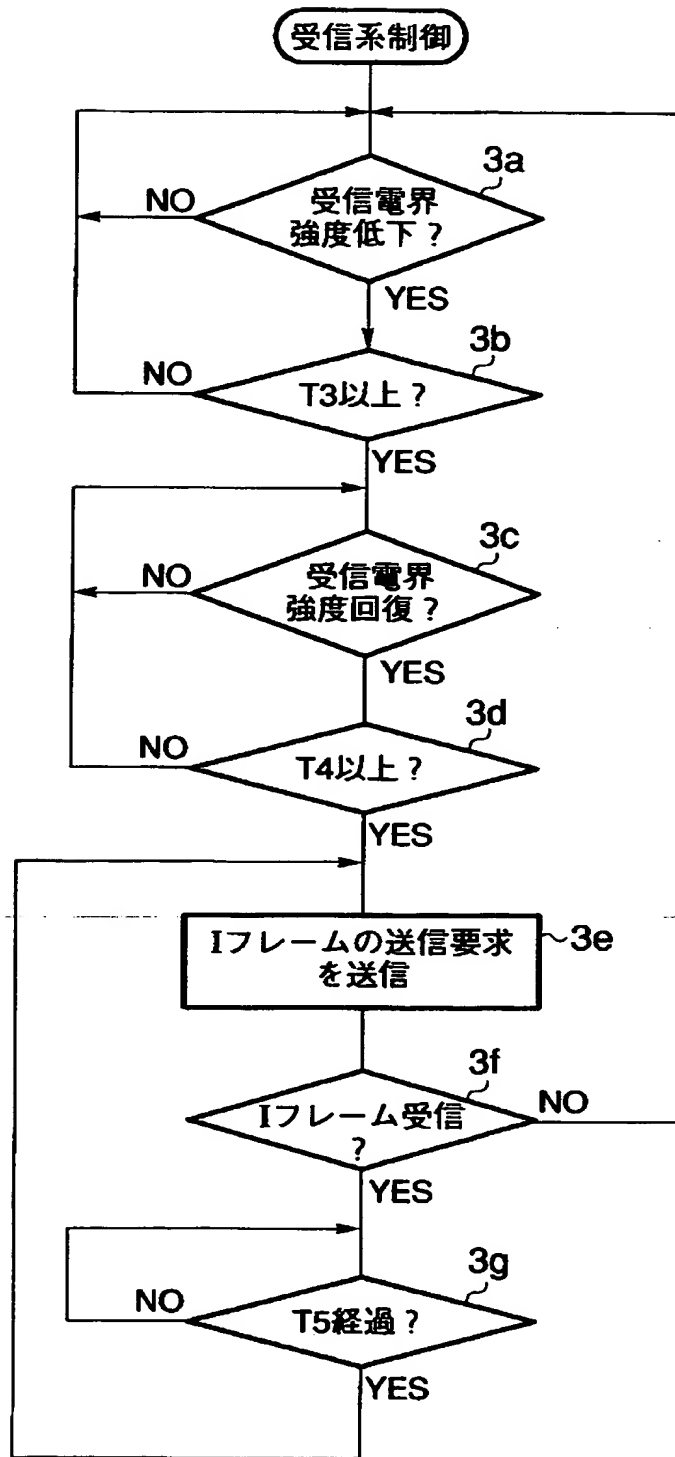 受信系制御
3a
NO
受信電界
強度低下？
YES
3b
NO
T3以上？
YES
3c
NO
受信電界
強度回復？
YES
3d
NO
T4以上？
YES
Iフレームの送信要求
を送信
3e
3f
Iフレーム受信
？
NO
YES
3g
NO
T5経過？
YES